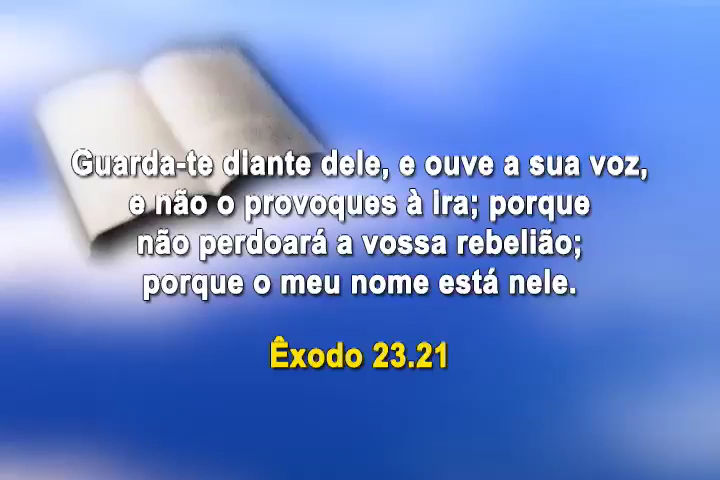 Guarda-te diante dele, e ouve a sua voz,
e não o provoques à ira; porque
não perdoará a vossa rebelião;
porque o meu nome está nele.
Êxodo 23.21